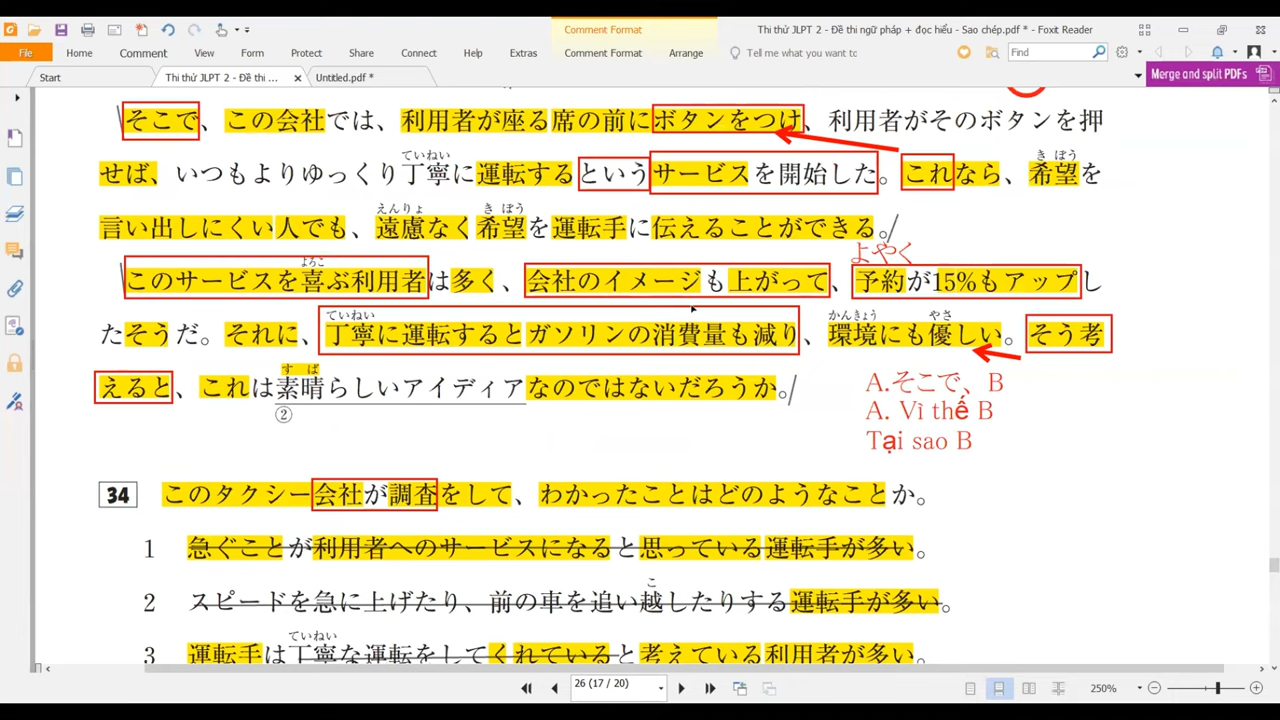 Comment Format
Thi thử JLPT 2 - Đề thi ngữ pháp + đọc hiểu - Sao chép.pdf * - Foxit Reader
File Home Comment View Form Protect Share Connect Help Extras Comment Format Arrange Tell me what you want to Find
Start Thi thử JLPT 2 - Đề thi ... Untitled.pdf * Merge and split PDFs
そこで、この会社では、利用者が座る席の前にボタンをつけ、利用者がそのボタンを押
ていねい き ぼう
せば、いつもよりゆっくり丁寧に運転するというサービスを開始した。これなら、希望を
えんりょ き ぼう
言い出しにくい人でも、遠慮なく希望を運転手に伝えることができる。
よやく
よろこ
このサービスを喜ぶ利用者は多く、会社のイメージも上がって、予約が15%もアップし
ていねい かんきょう やさ
たそうだ。それに、丁寧に運転するとガソリンの消費量も減り、環境にも優しい。そう考
す ば
えると、これは素晴らしいアイディアなのではないだろうか。
②
A.そこで、B
A. Vì thế B
Tại sao B
34 このタクシー会社が調査をして、わかったことはどのようなことか。
1 急ぐことが利用者へのサービスになると思っている運転手が多い。
こ
2 スピードを急に上げたり、前の車を追い越したりする運転手が多い。
ていねい
3 運転手は丁寧な運転をしてくれていると考えている利用者が多い。
26 (17 / 20) 250%